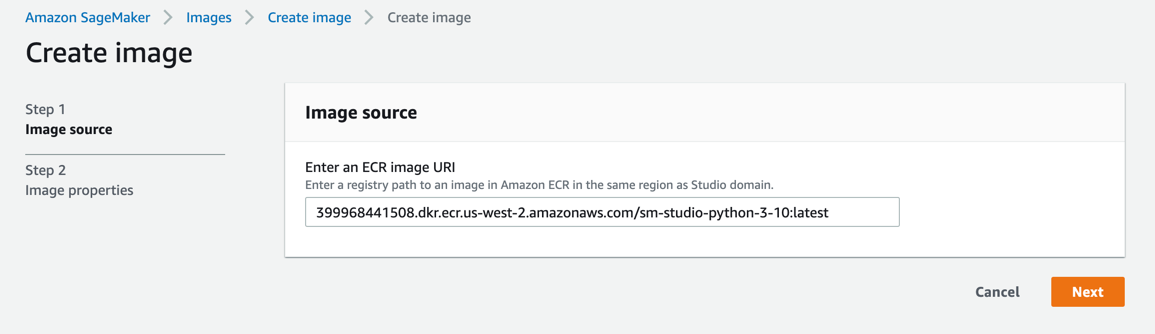 Amazon SageMaker > Images > Create image > Create image
Create image
Step 1
Image source
Step 2
Image properties
Image source
Enter an ECR image URI
Enter a registry path to an image in Amazon ECR in the same region as Studio domain.
399968441508.dkr.ecr.us-west-2.amazonaws.com/sm-studio-python-3-10:latest
Cancel Next